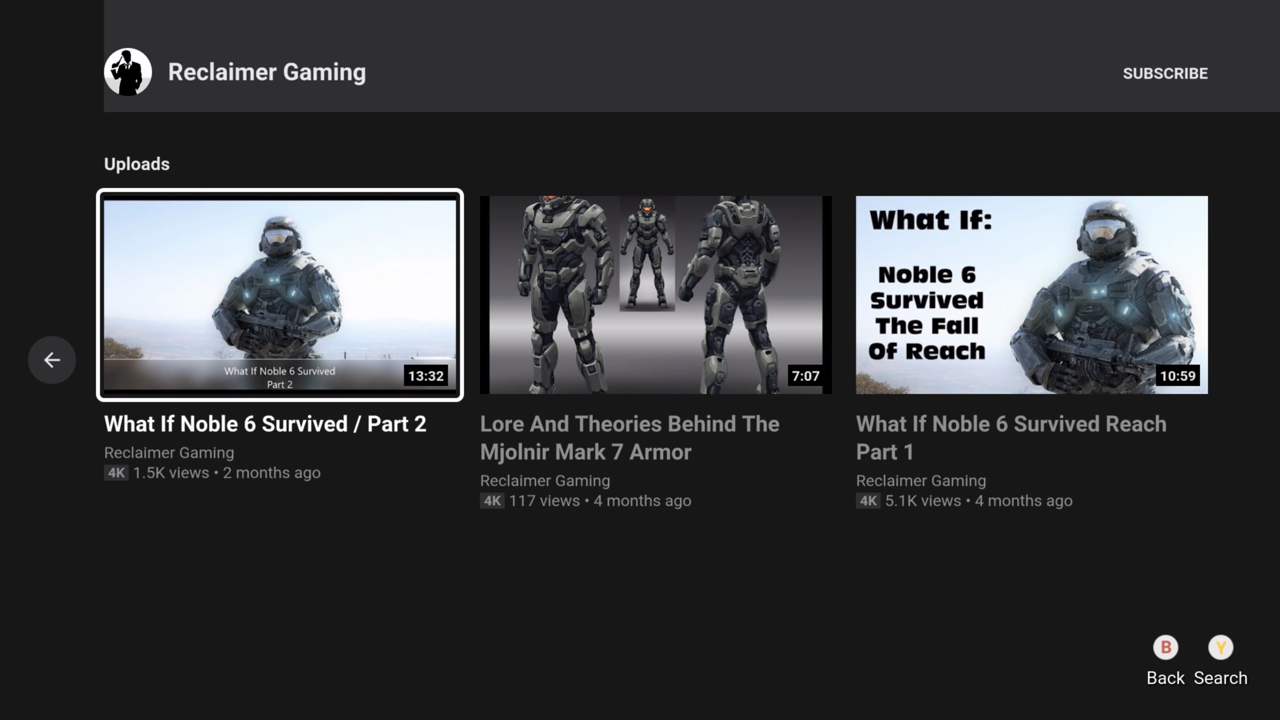 Reclaimer Gaming
SUBSCRIBE
Uploads
What If Noble 6 Survived
Part 2
13:32
7:07
What If:
Noble 6
Survived
The Fall
Of Reach
10:59
What If Noble 6 Survived / Part 2
Reclaimer Gaming
4K 1.5K views • 2 months ago
Lore And Theories Behind The
Mjolnir Mark 7 Armor
Reclaimer Gaming
4K 117 views • 4 months ago
What If Noble 6 Survived Reach
Part 1
Reclaimer Gaming
4K 5.1K views • 4 months ago
B Y
Back Search